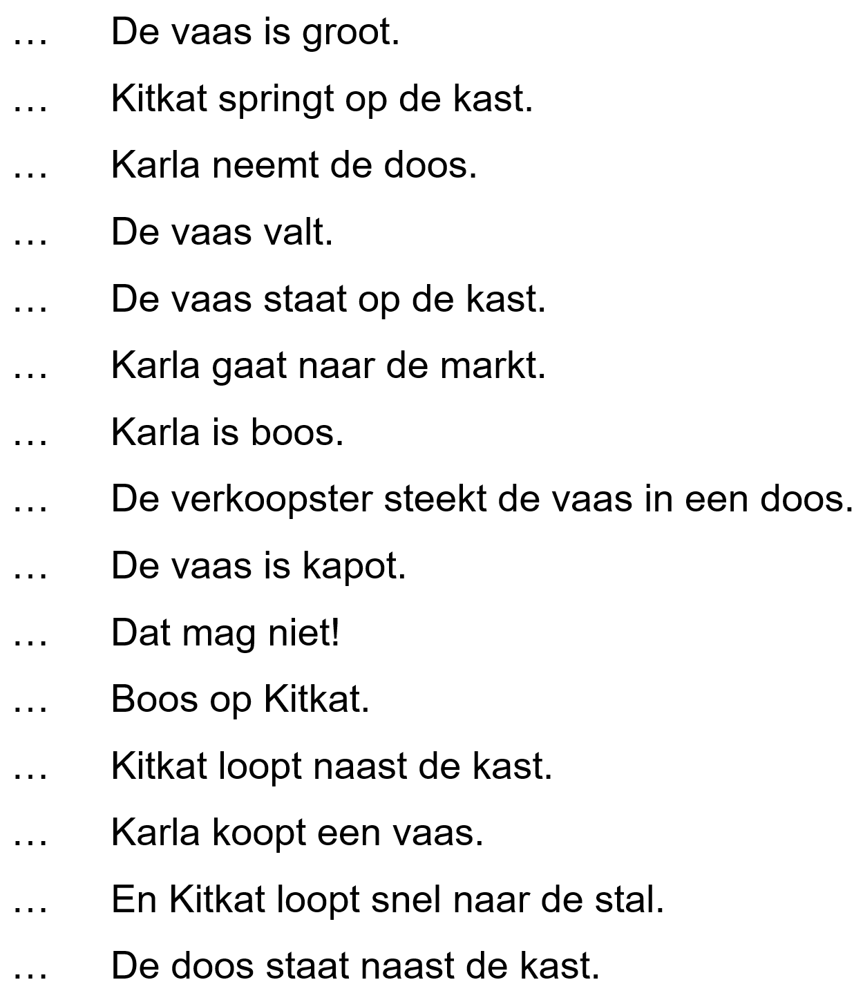 … De vaas is groot.
… Kitkat springt op de kast.
… Karla neemt de doos.
… De vaas valt.
… De vaas staat op de kast.
… Karla gaat naar de markt.
… Karla is boos.
… De verkoopster steekt de vaas in een doos.
… De vaas is kapot.
… Dat mag niet!
… Boos op Kitkat.
… Kitkat loopt naast de kast.
… Karla koopt een vaas.
… En Kitkat loopt snel naar de stal.
… De doos staat naast de kast.